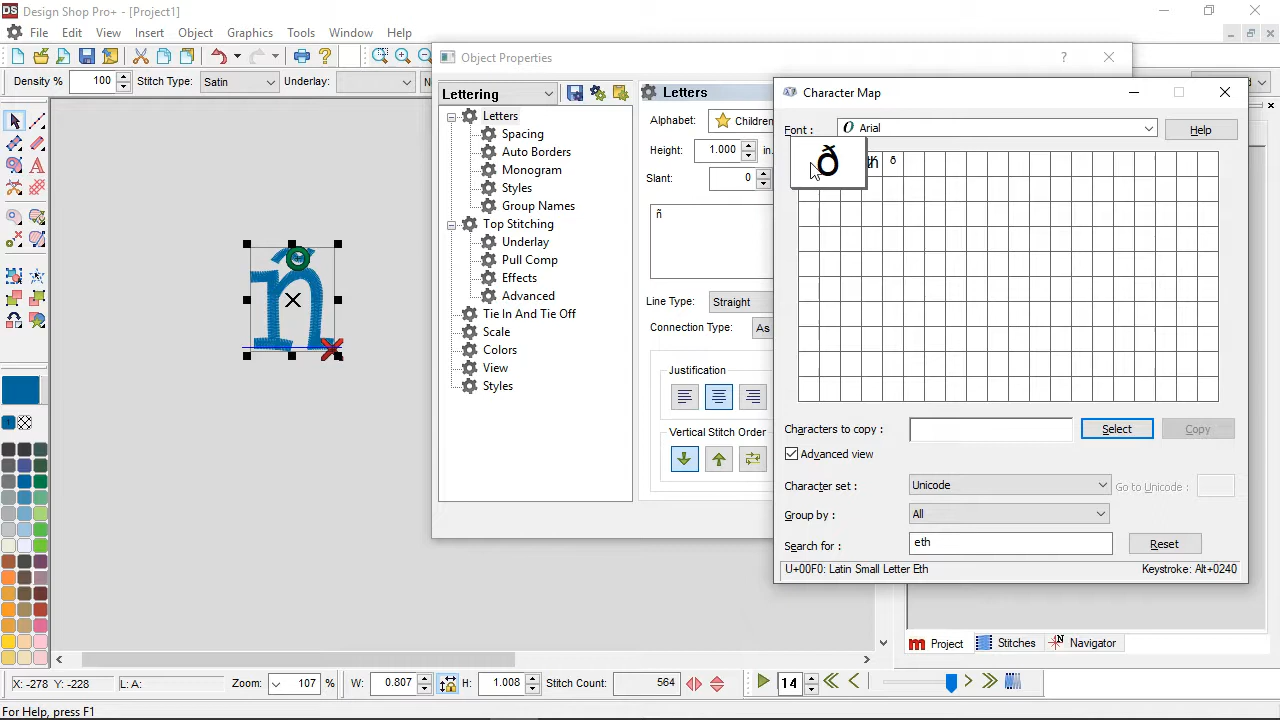 DS Design Shop Pro+ - [Project1]
File Edit View Insert Object Graphics Tools Window Help
Density % 100 Stitch Type: Satin Underlay:
Object Properties
Lettering
Letters
Spacing
Auto Borders
Monogram
Styles
Group Names
Top Stitching
Underlay
Pull Comp
Effects
Advanced
Tie In And Tie Off
Scale
Colors
View
Styles
Letters
Alphabet: Children
Height: 1.000 in.
Slant: 0
ñ
Line Type: Straight
Connection Type: As
Justification
Vertical Stitch Order
Character Map
Font : O Arial Help
ð ð
Characters to copy : Select Copy
Advanced view
Character set : Unicode Go to Unicode :
Group by : All
Search for : eth Reset
U+00F0: Latin Small Letter Eth Keystroke: Alt+0240
ñ
m Project Stitches N Navigator
X: -278 Y: -228 L: A: Zoom: 107 % W: 0.807 H: 1.008 Stitch Count: 564 14
For Help, press F1